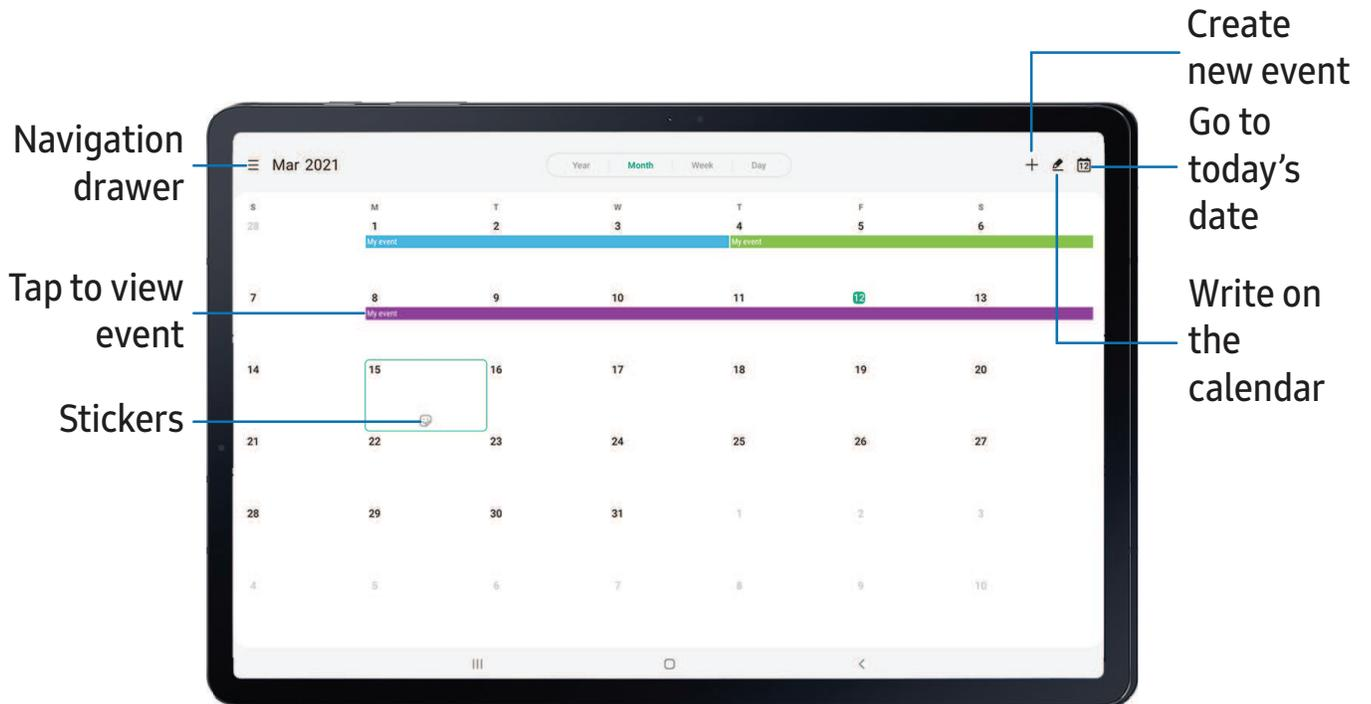 Create
new event
Go to
today's
date
Write on
the
calendar
Navigation
drawer
Tap to view
event
Stickers
Mar 2021
Year Month Week Day
12
S M T W T F S
28 1 2 3 4 5 6
My event My event
7 8 9 10 11 12 13
My event
14 15 16 17 18 19 20
21 22 23 24 25 26 27
28 29 30 31 1 2 3
4 5 6 7 8 9 10